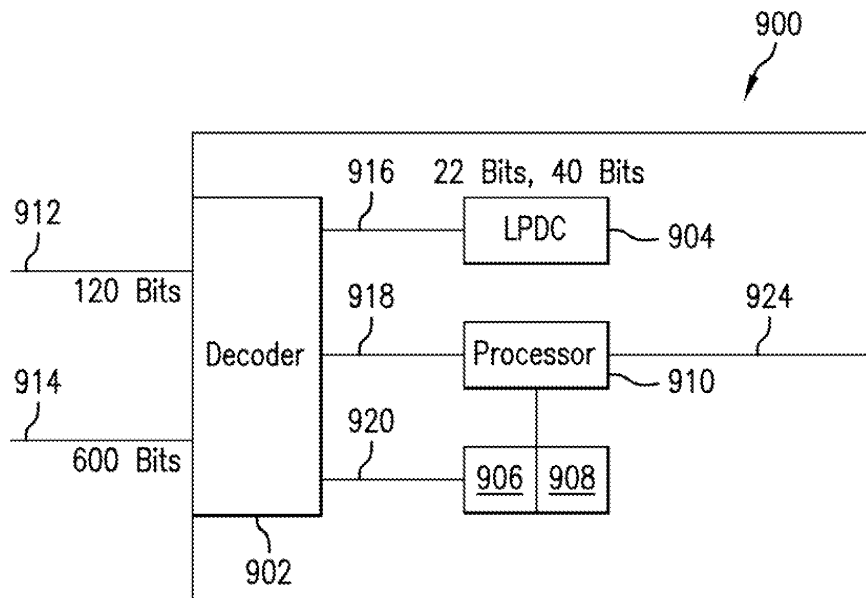 900
916
22 Bits, 40 Bits
912
LPDC
904
120 Bits
918
924
Decoder
Processor
914
910
920
600 Bits
906
908
902